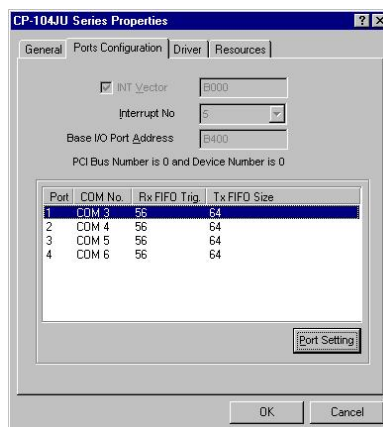 CP-104JU Series Properties
General Ports Configuration Driver Resources
INT Vector B000
Interrupt No 5
Base I/O Port Address B400
PCI Bus Number is 0 and Device Number is 0
Port COM No. Rx FIFO Trig. Tx FIFO Size
1 COM 3 56 64
2 COM 4 56 64
3 COM 5 56 64
4 COM 6 56 64
Port Setting
OK Cancel